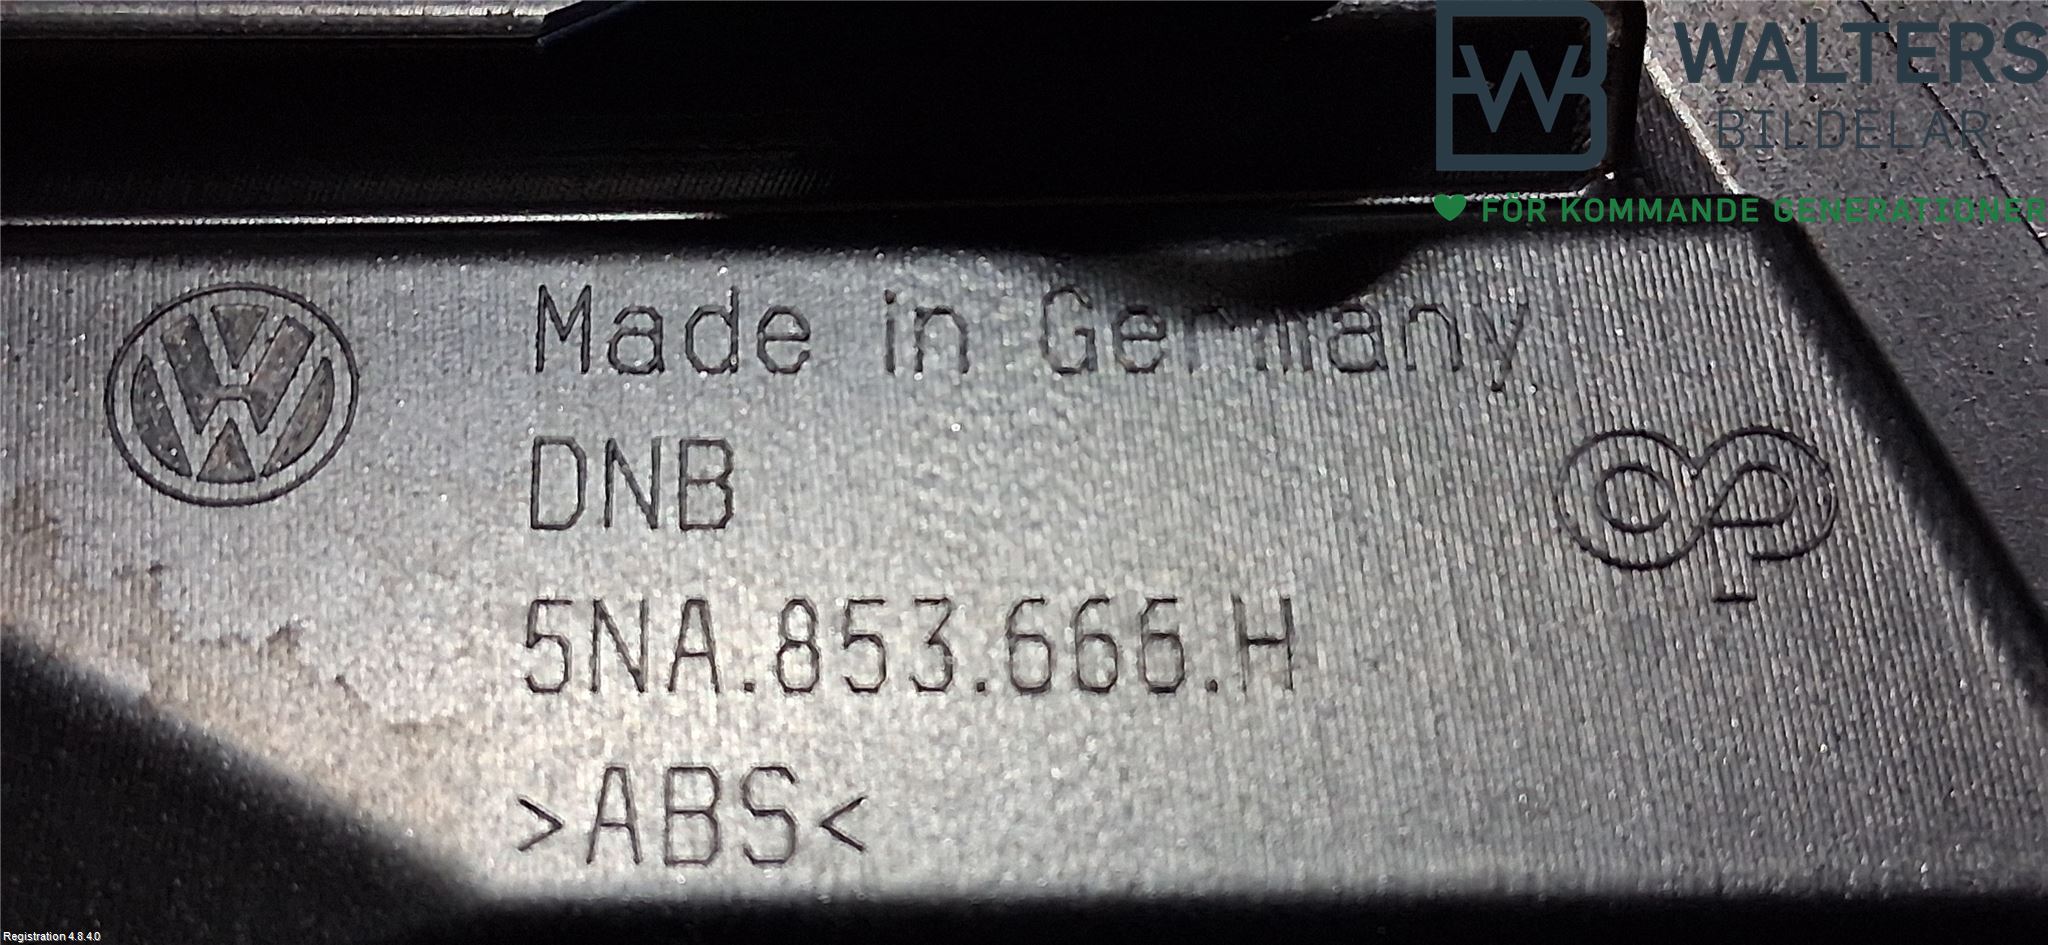 WALTERS
BILDELAR
FÖR KOMMANDE GENERATIONER
Made in Germany
DNB
5NA.853.666.H
>ABS<
Registration 4.8.4.0